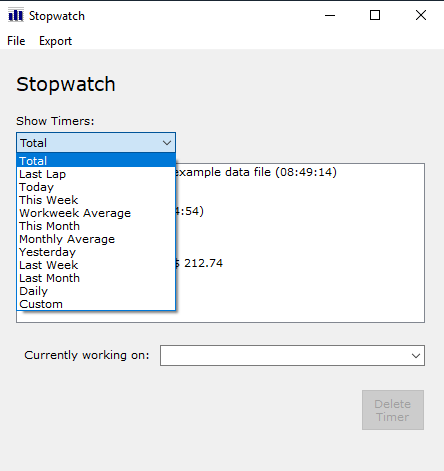 Stopwatch
File Export
Stopwatch
Show Timers:
Total
Total
Last Lap
Today
This Week
Workweek Average
This Month
Monthly Average
Yesterday
Last Week
Last Month
Daily
Custom
example data file (08:49:14)
4:54)
$ 212.74
Currently working on:
Delete
Timer